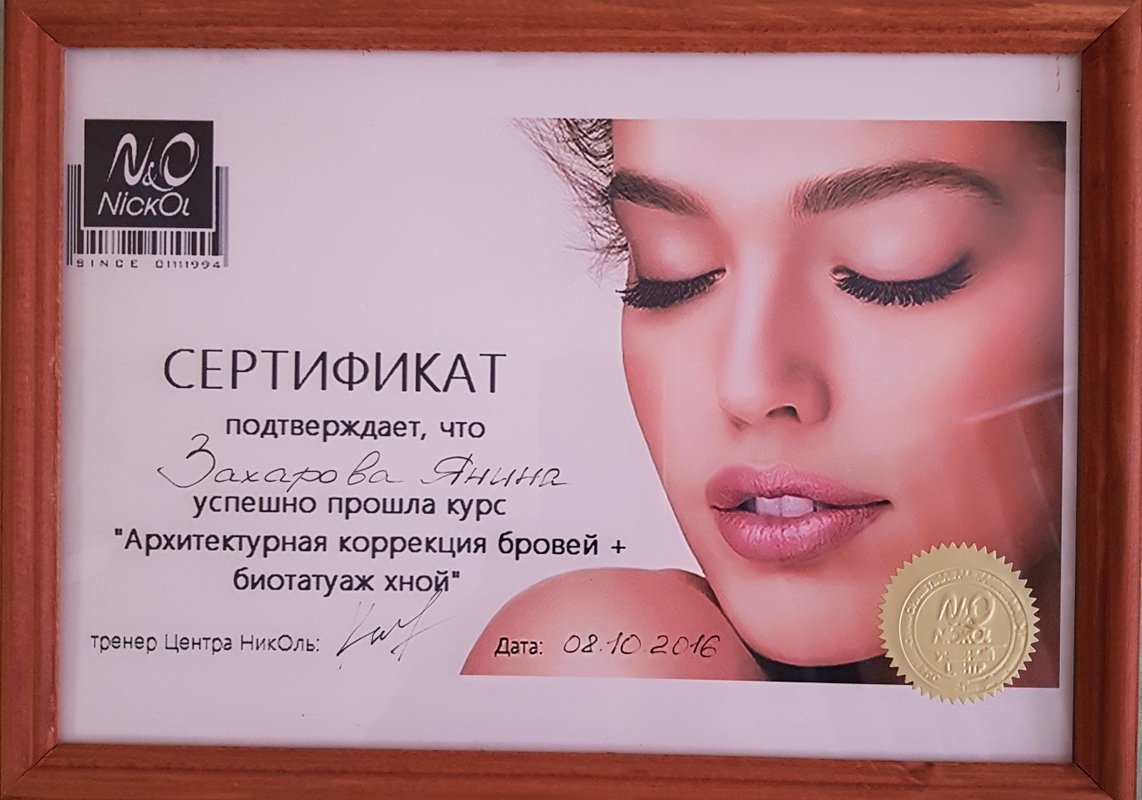 N&O
NickOl
SINCE 01111994
СЕРТИФИКАТ
подтверждает, что
Захарова Янина
успешно прошла курс
"Архитектурная коррекция бровей +
биотатуаж хной"
тренер Центра НикОль:
Дата: 08.10.2016
N&O
NickOl